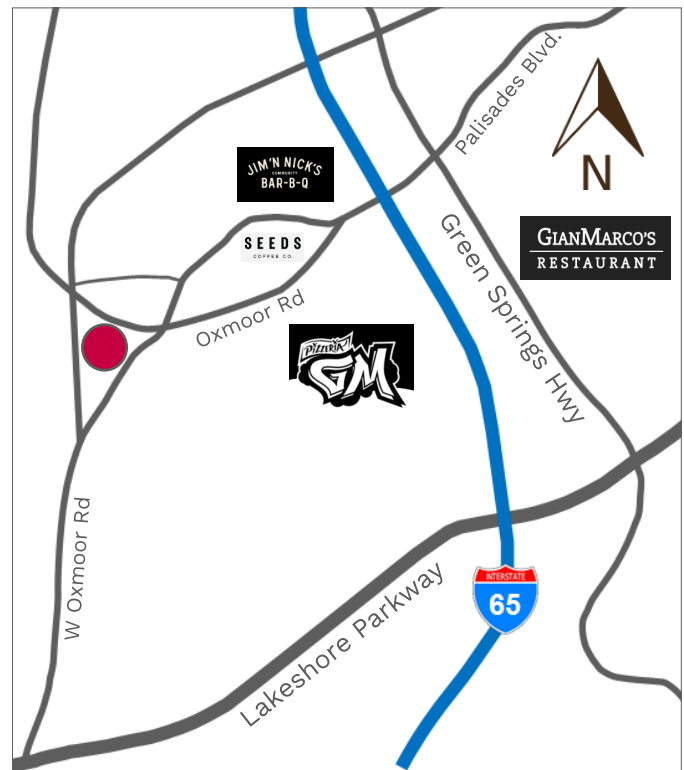 Palisades Blvd.
JIM 'N NICK'S
COMMUNITY
BAR-B-Q
N
SEEDS
COFFEE CO.
GIANMARCO'S
RESTAURANT
Green Springs Hwy
Oxmoor Rd
PIZZERIA
GM
W Oxmoor Rd
Lakeshore Parkway
INTERSTATE
65